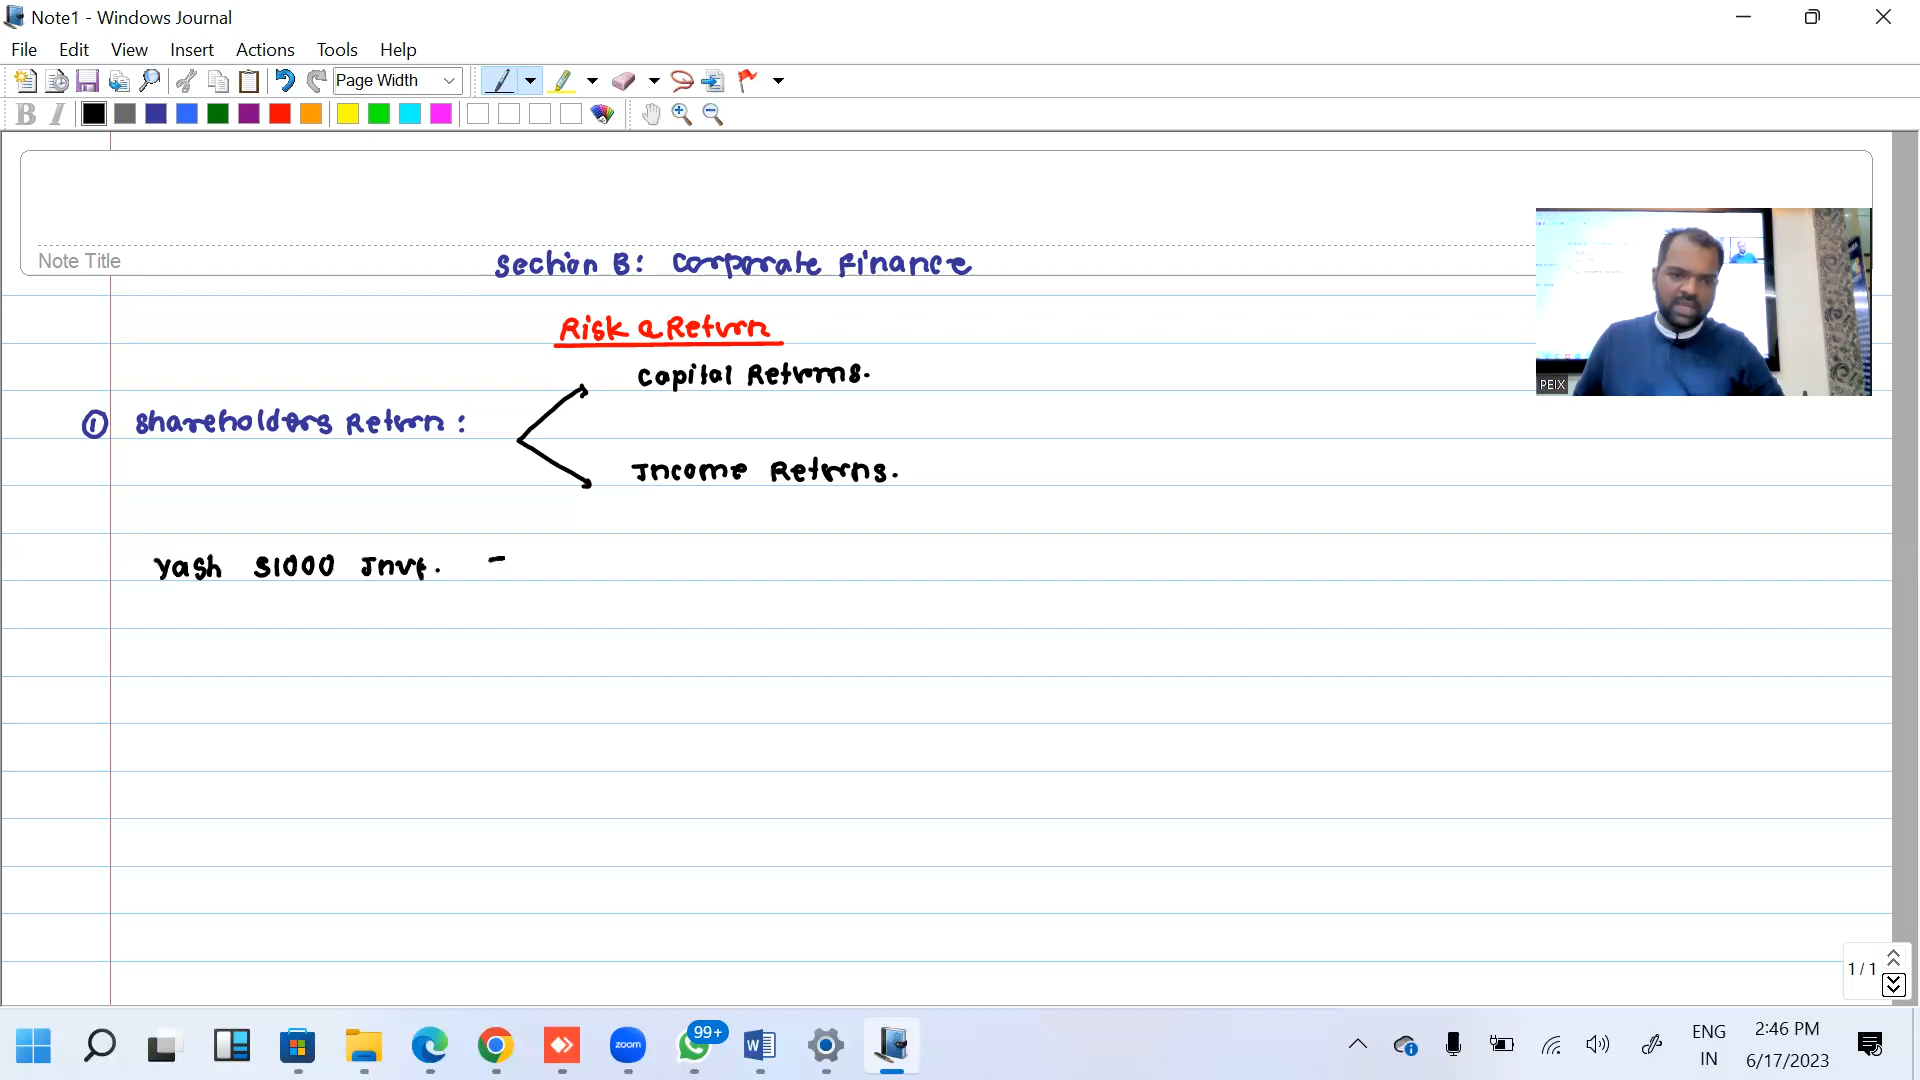 Note1 - Windows Journal
File Edit View Insert Actions Tools Help
Page Width
B I
Note Title
Section B: Corporate Finance
Risk & Return
Capital Returns.
① Shareholders Return :
Income Returns.
Yash $1000 Invt. -
PEIX
1 / 1
99+
zoom
ENG
IN
2:46 PM
6/17/2023